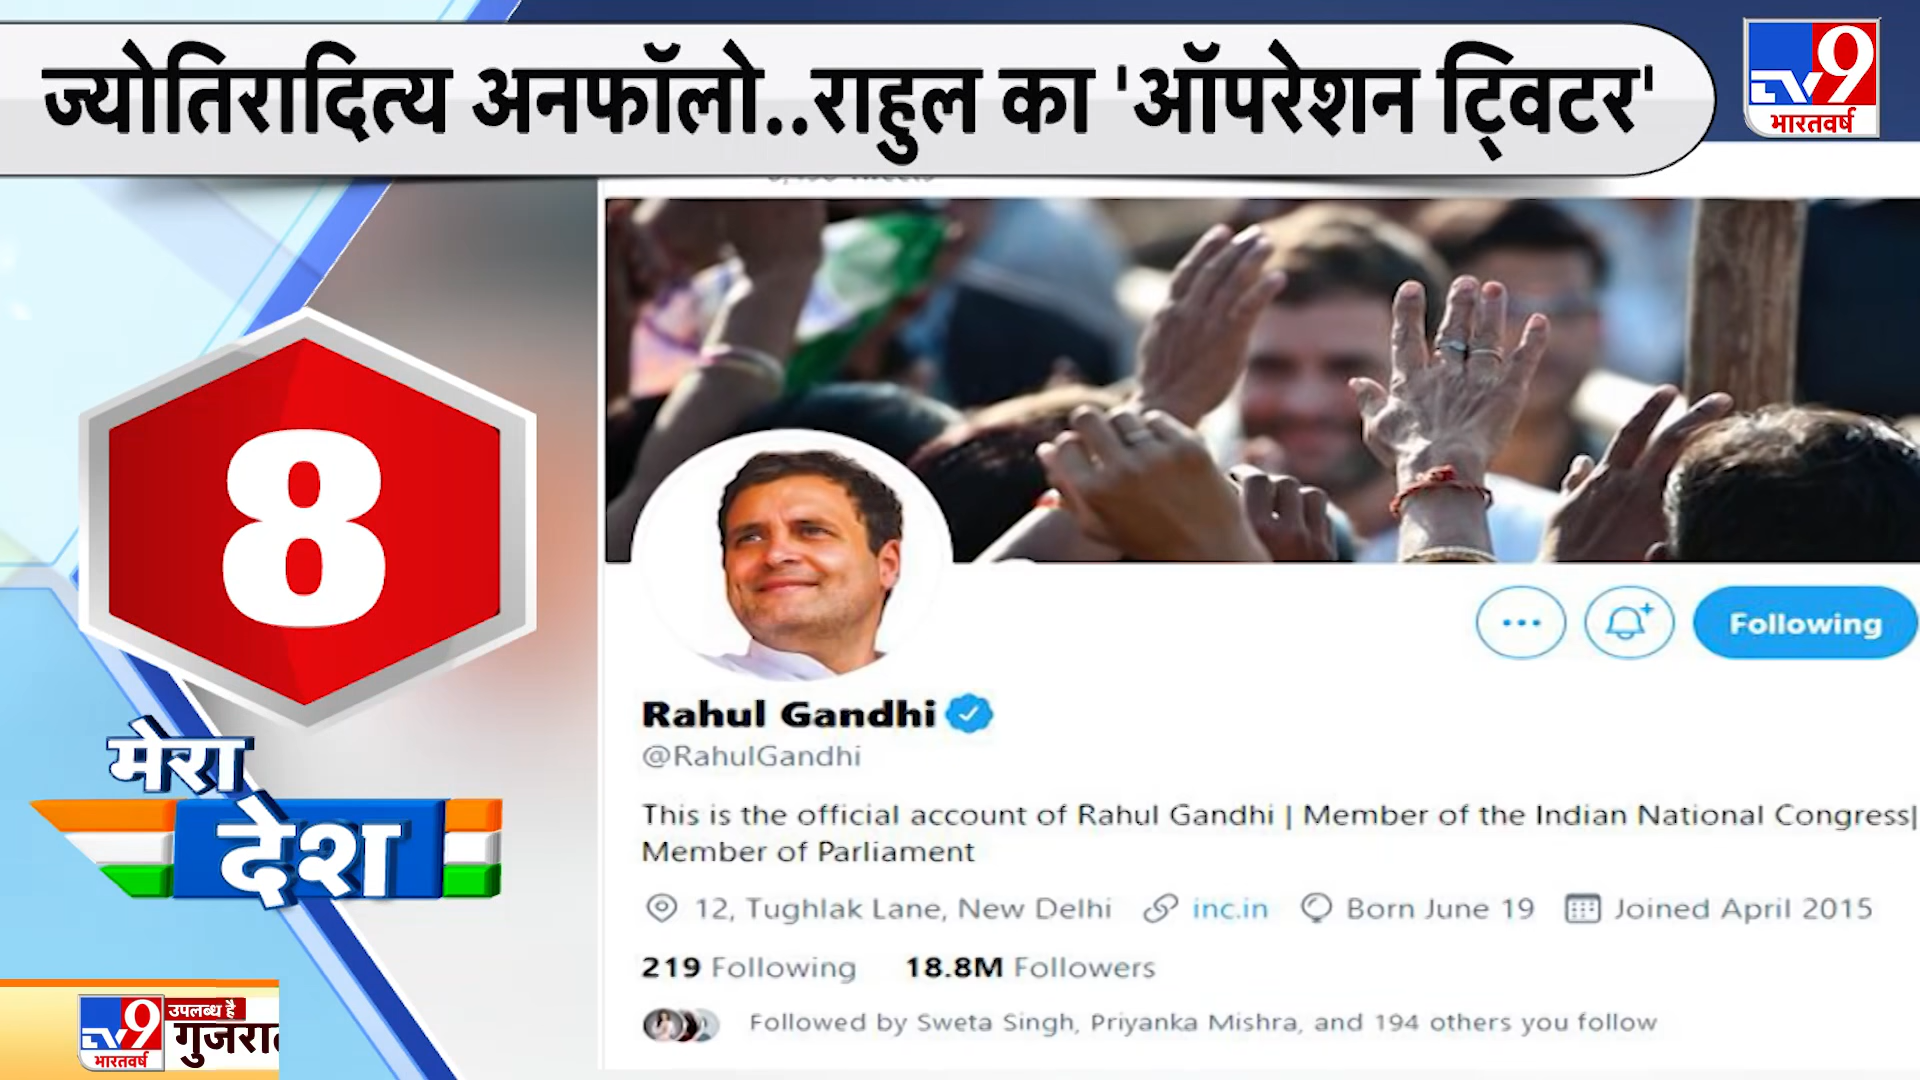 ज्योतिरादित्य अनफॉलो..राहुल का 'ऑपरेशन ट्विटर'
TV9
भारतवर्ष
8
मेरा
देश
Following
Rahul Gandhi
@RahulGandhi
This is the official account of Rahul Gandhi | Member of the Indian National Congress|
Member of Parliament
12, Tughlak Lane, New Delhi inc.in Born June 19 Joined April 2015
219 Following 18.8M Followers
Followed by Sweta Singh, Priyanka Mishra, and 194 others you follow
TV9
भारतवर्ष
उपलब्ध है